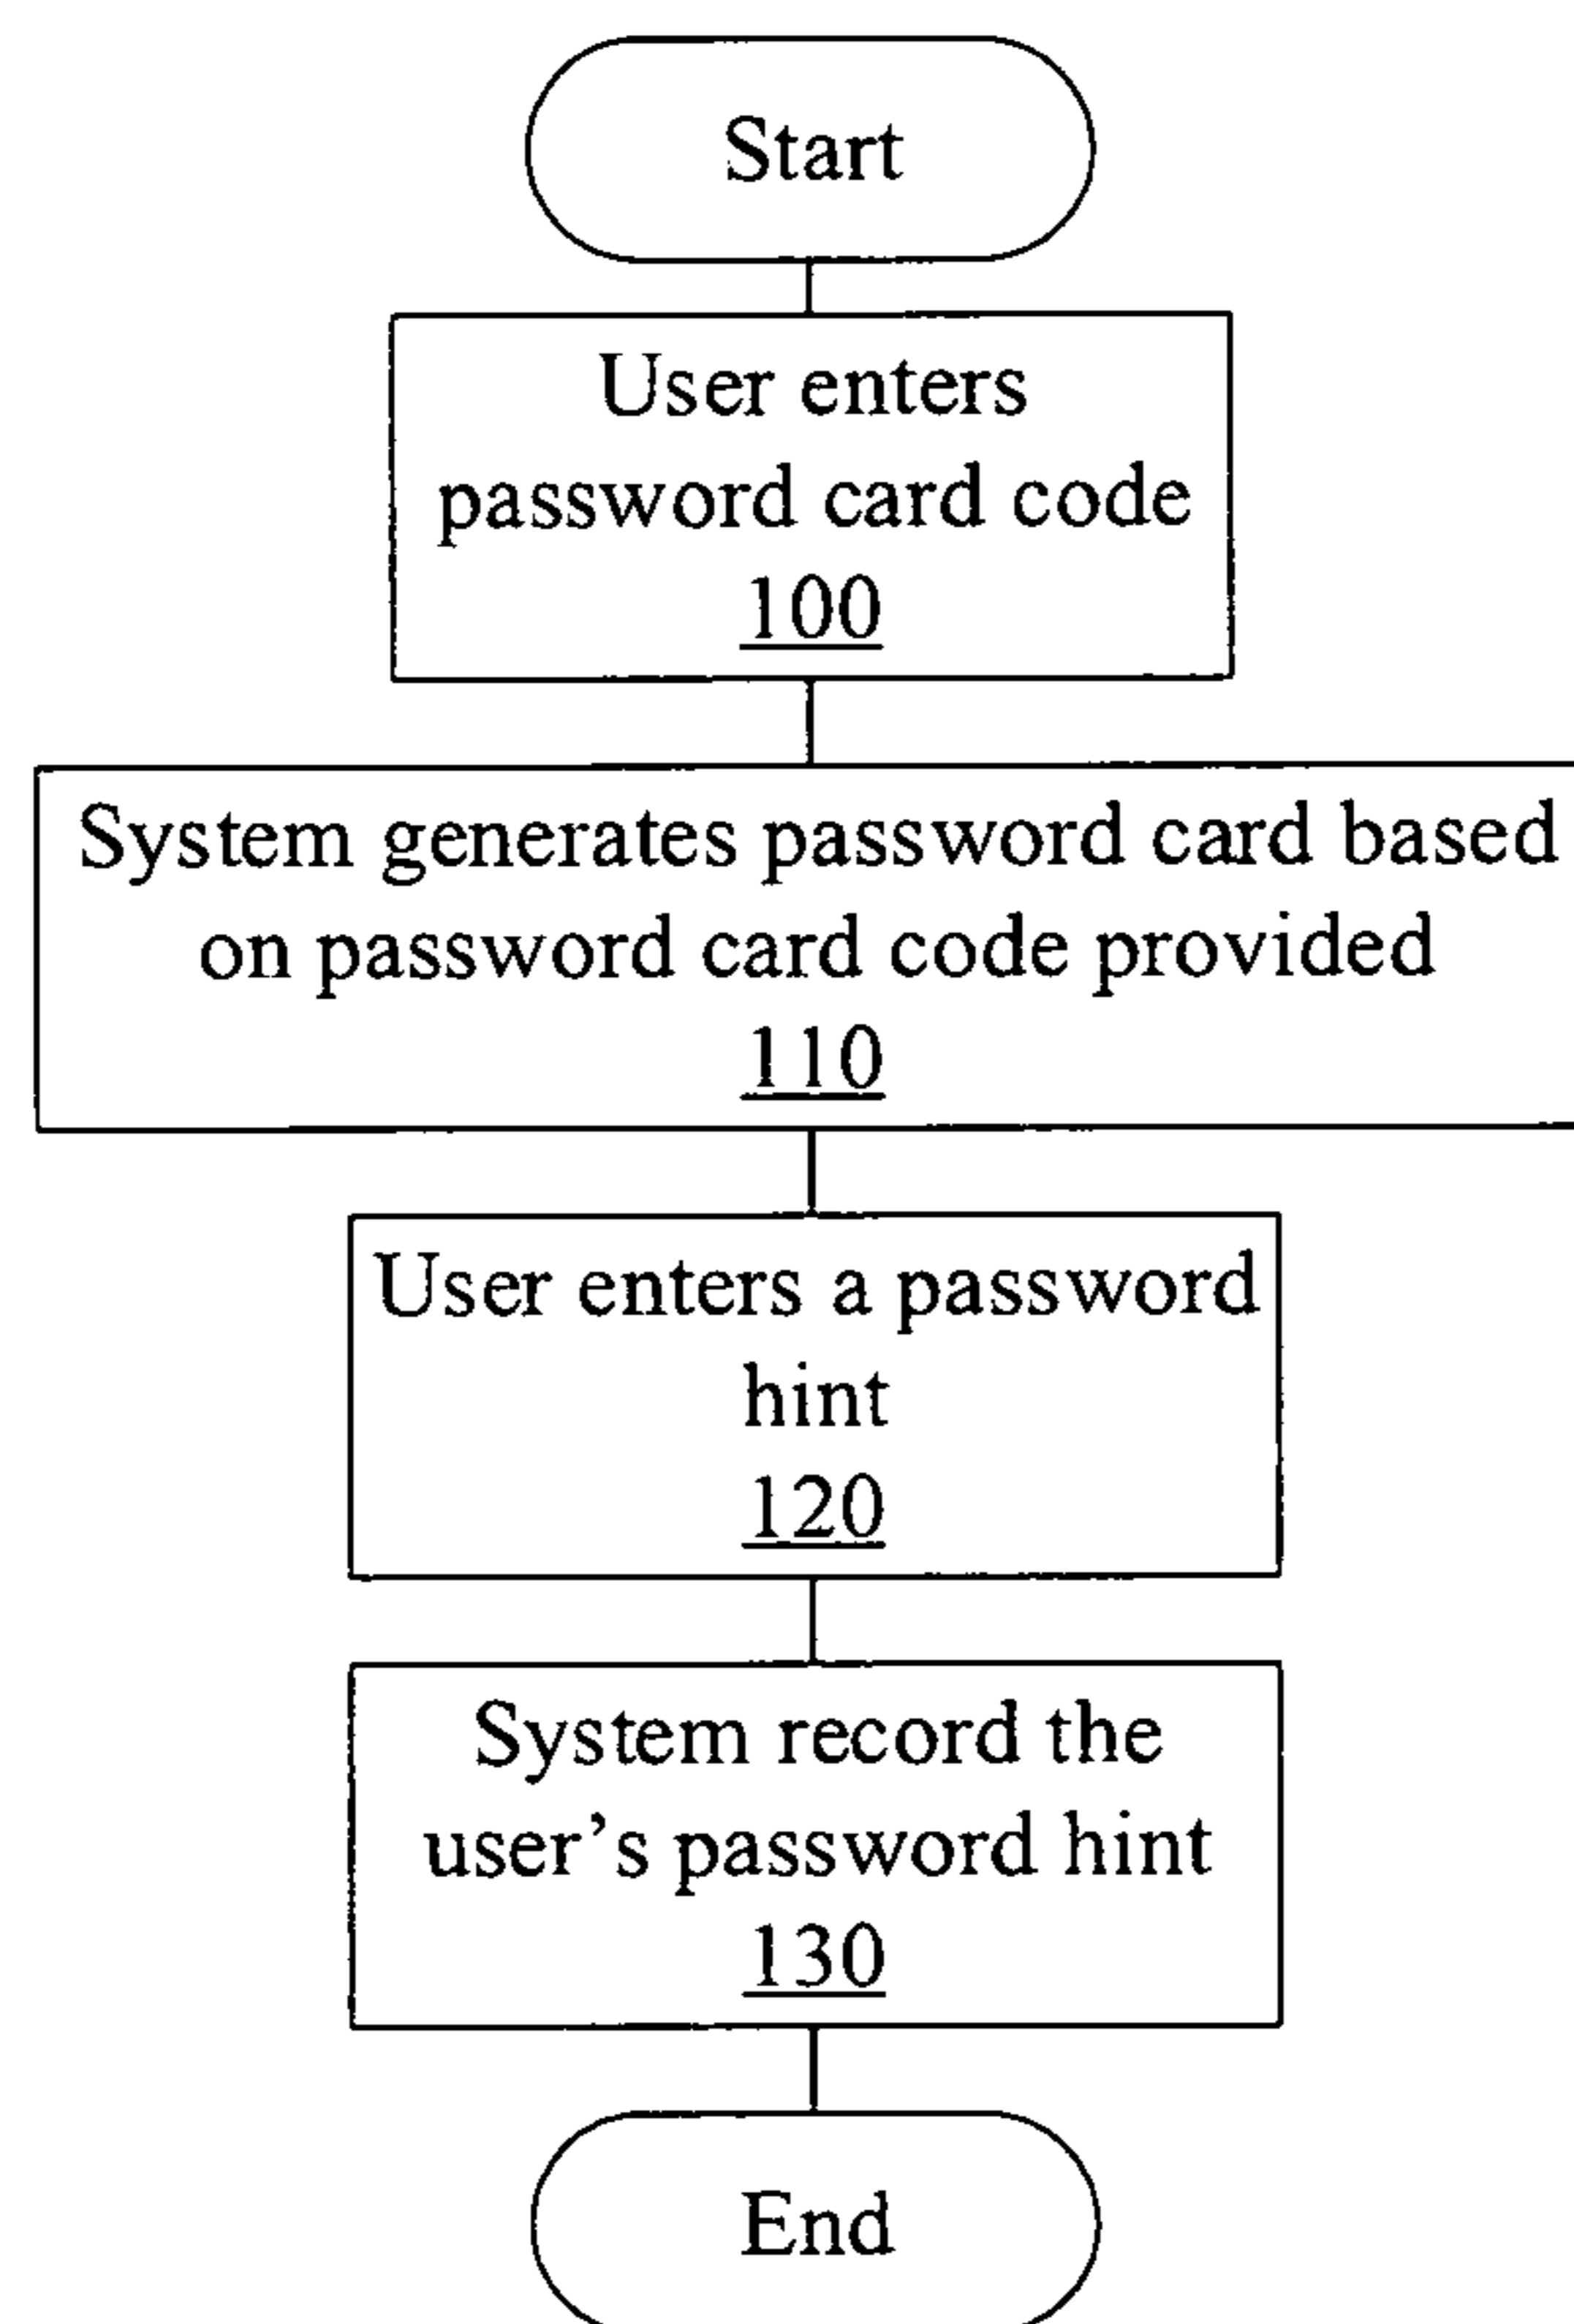 Start
User enters
password card code
100
System generates password card based
on password card code provided
110
User enters a password
hint
120
System record the
user’s password hint
130
End